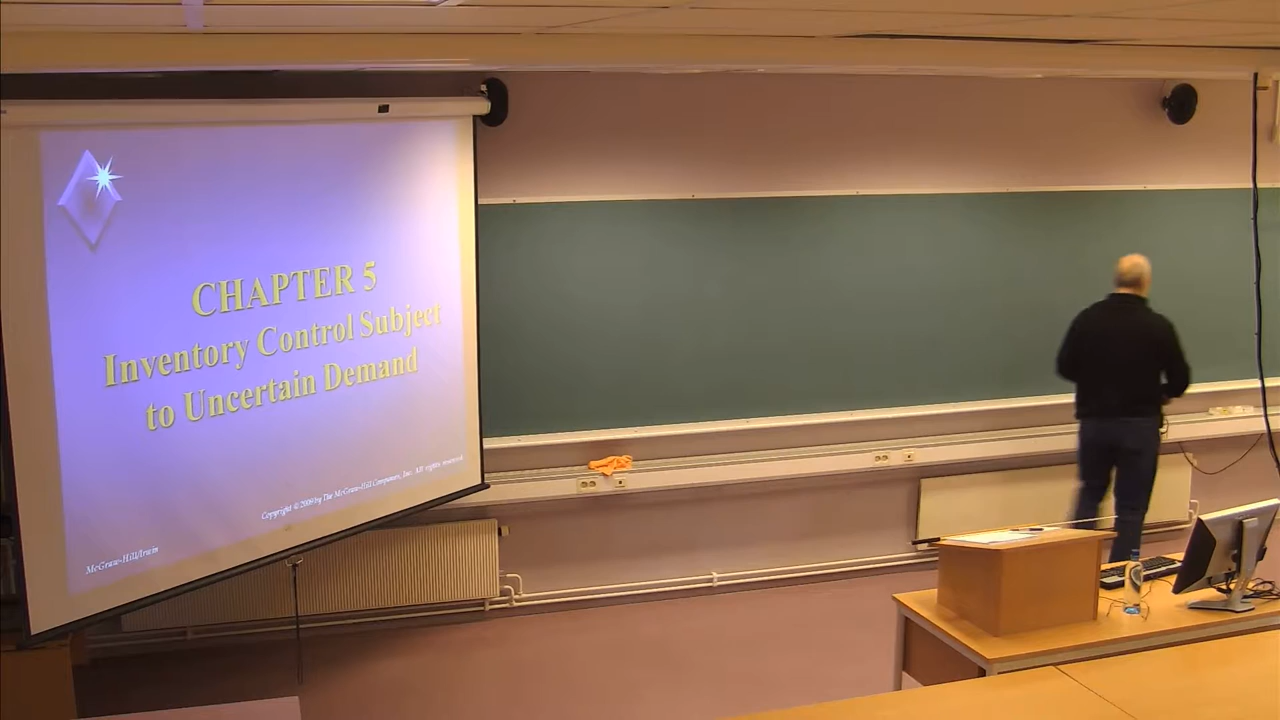 CHAPTER 5
Inventory Control Subject
to Uncertain Demand
Copyright © 2009 by The McGraw-Hill Companies, Inc. All rights reserved.
McGraw-Hill/Irwin